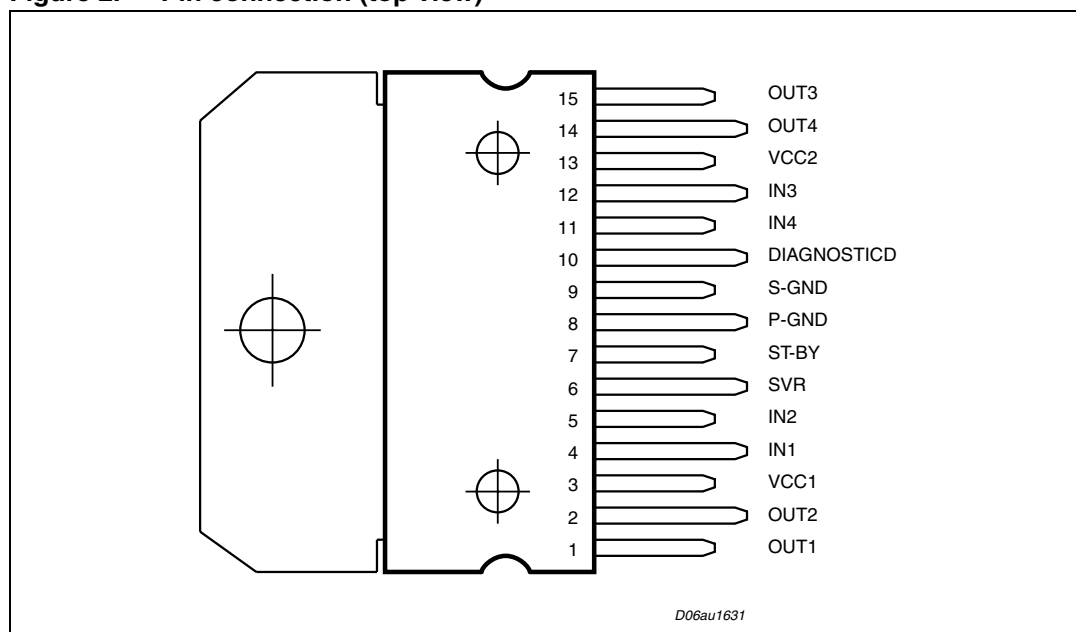 Figure 2. Pin connection (top view)
15 OUT3
14 OUT4
13 VCC2
12 IN3
11 IN4
10 DIAGNOSTICD
9 S-GND
8 P-GND
7 ST-BY
6 SVR
5 IN2
4 IN1
3 VCC1
2 OUT2
1 OUT1
D06au1631